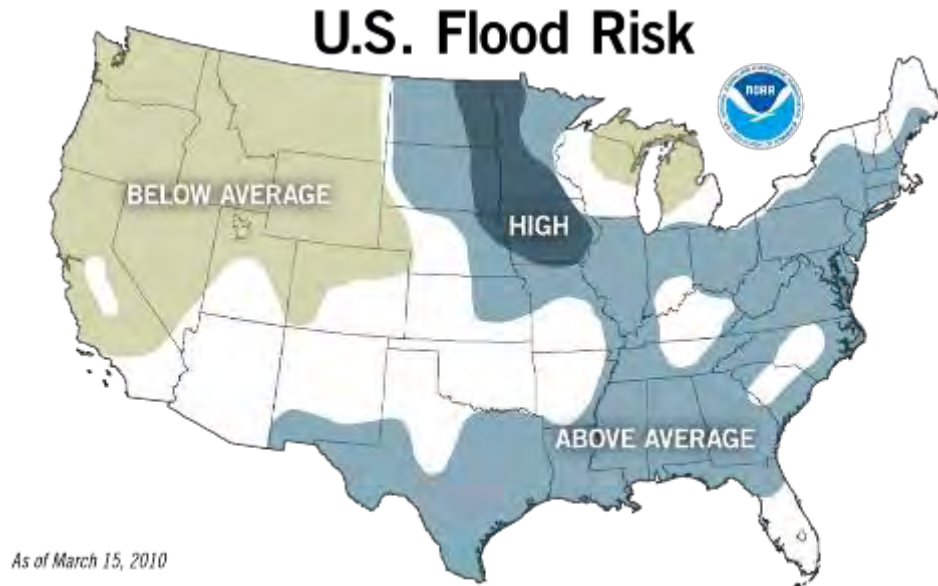 U.S. Flood Risk
NOAA
BELOW AVERAGE
HIGH
ABOVE AVERAGE
As of March 15, 2010